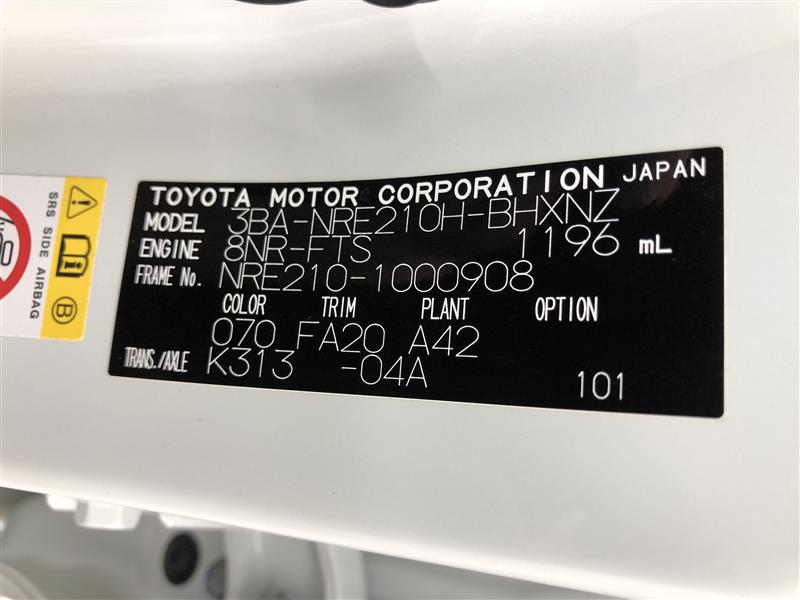 TOYOTA MOTOR CORPORATION JAPAN
MODEL 3BA-NRE210H-BHXNZ
ENGINE 8NR-FTS 1196 mL
FRAME No. NRE210-1000908
COLOR TRIM PLANT OPTION
070 FA20 A42
TRANS./AXLE K313 -04A
101
SRS SIDE AIRBAG
B